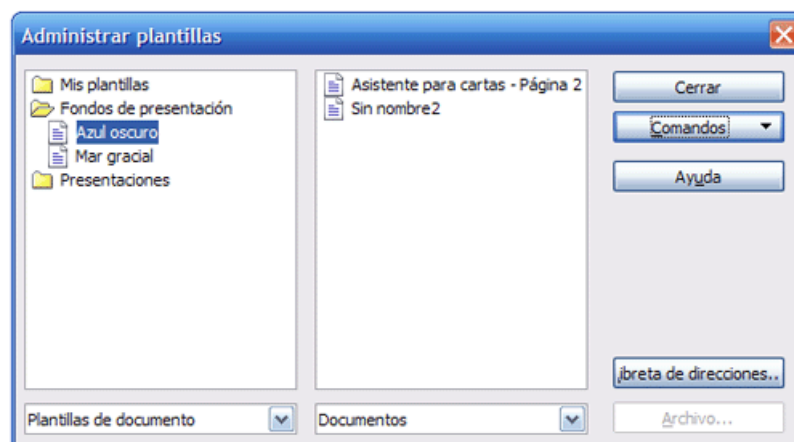 Administrar plantillas
Mis plantillas
Fondos de presentación
Azul oscuro
Mar gracial
Presentaciones
Plantillas de documento
Asistente para cartas - Página 2
Sin nombre2
Documentos
Cerrar
Comandos
Ayuda
ibreta de direcciones..
Archivo...